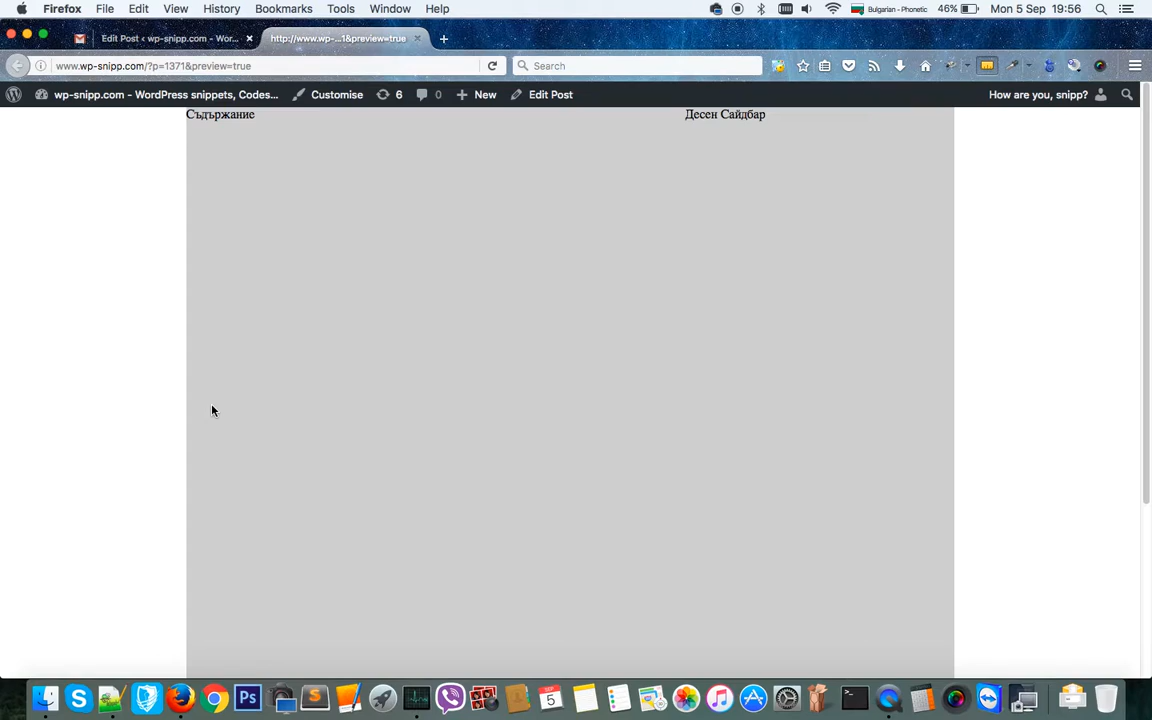 Firefox File Edit View History Bookmarks Tools Window Help Bulgarian - Phonetic 46% Mon 5 Sep 19:56
Edit Post ‹ wp-snipp.com - Wor... http://www.wp-...1&preview=true
www.wp-snipp.com/?p=1371&preview=true Search
wp-snipp.com - WordPress snippets, Codes... Customise 6 0 New Edit Post How are you, snipp?
Съдържание Десен Сайдбар
Ps 5